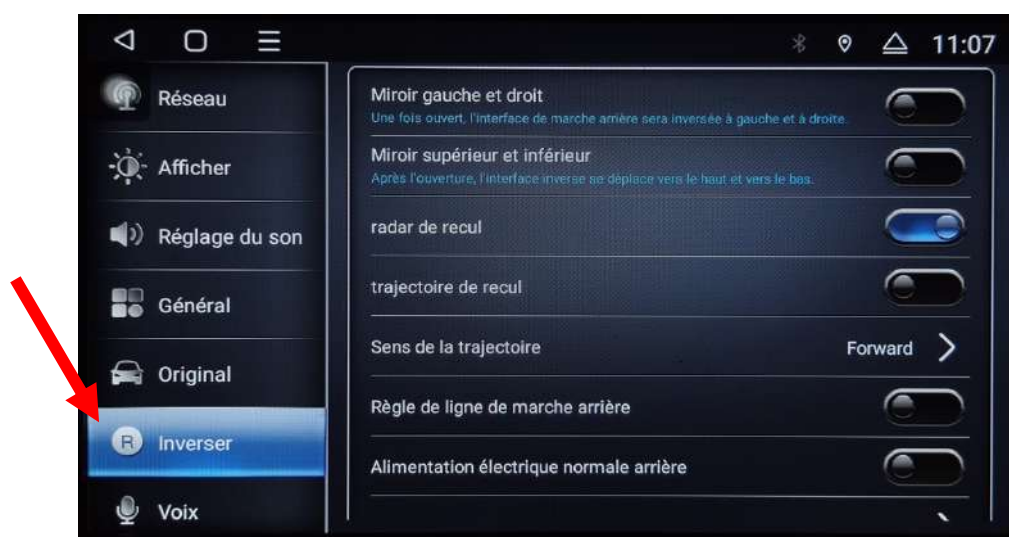 11:07
Réseau
Afficher
Réglage du son
Général
Original
R Inverser
Voix
Miroir gauche et droit
Une fois ouvert, l'interface de marche arrière sera inversée à gauche et à droite.
Miroir supérieur et inférieur
Après l'ouverture, l'interface inverse se déplace vers le haut et vers le bas.
radar de recul
trajectoire de recul
Sens de la trajectoire Forward
Règle de ligne de marche arrière
Alimentation électrique normale arrière